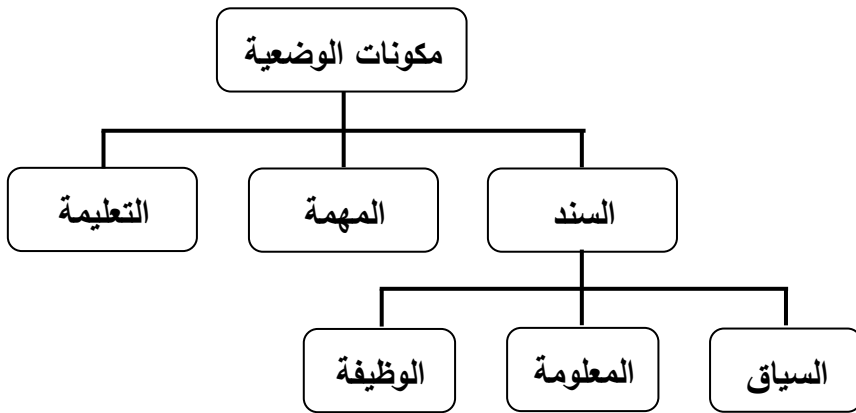 مكونات الوضعية
السند
المهمة
التعليمة
السياق
المعلومة
الوظيفة